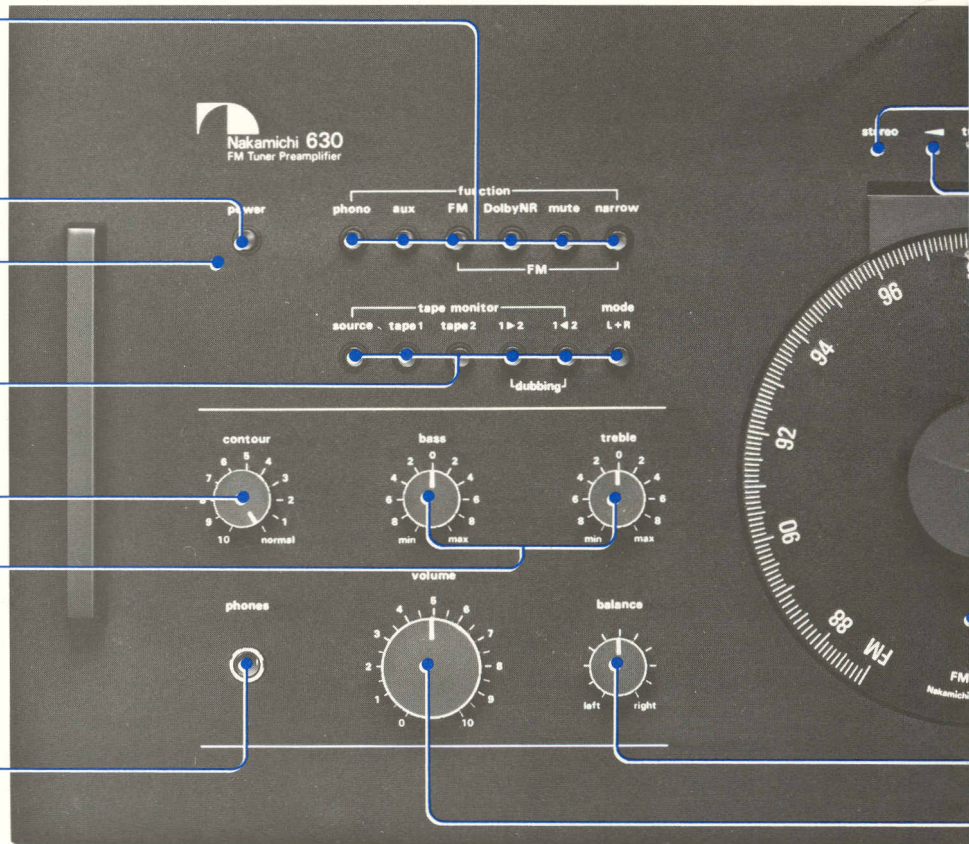 Nakamichi 630
FM Tuner Preamplifier
stereo
power
function
phono aux FM DolbyNR mute narrow
FM
tape monitor
source tape1 tape2 1▶2 1◀2
mode
L+R
dubbing
contour
10 9 8 7 6 5 4 3 2 1 normal
bass
min 8 6 4 2 0 2 4 6 8 max
treble
min 8 6 4 2 0 2 4 6 8 max
phones
volume
0 1 2 3 4 5 6 7 8 9 10
balance
left right
96
94
92
90
88
FM
FM
Nakamichi